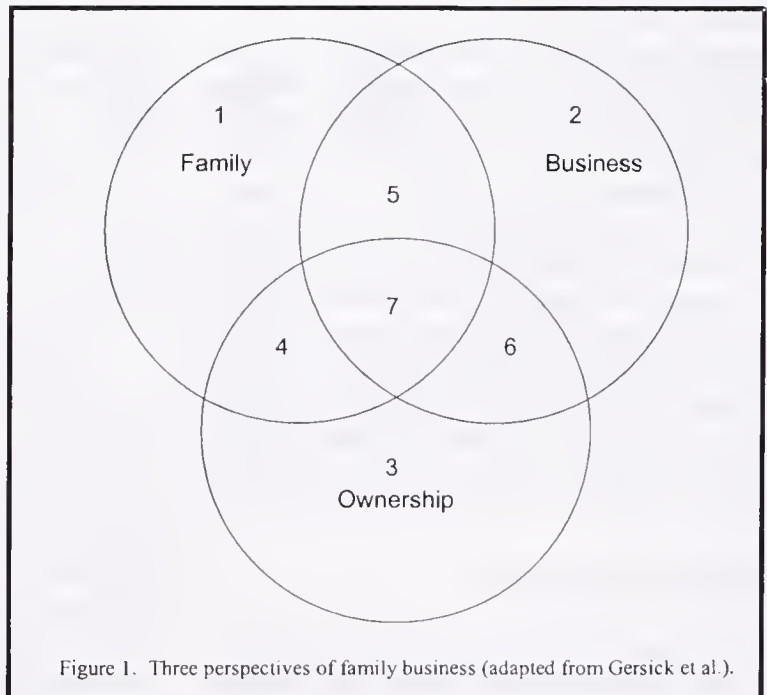 1
Family
2
Business
5
7
4
6
3
Ownership
Figure 1. Three perspectives of family business (adapted from Gersick et al.).